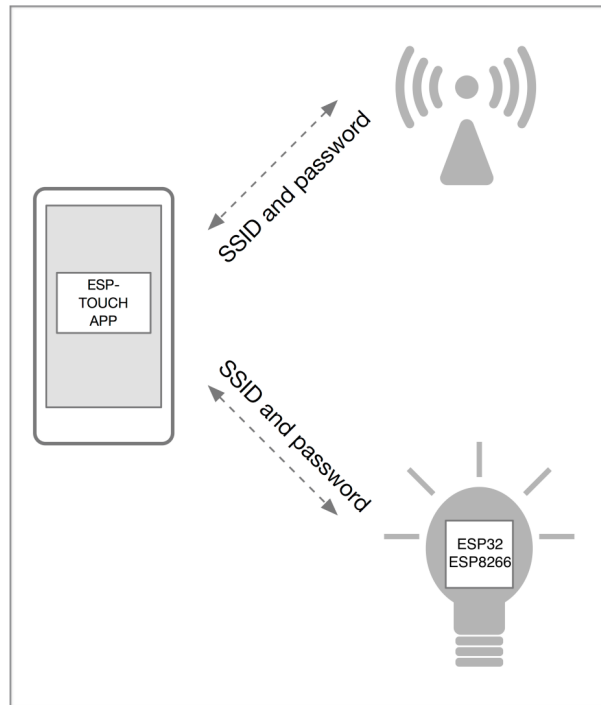 SSID and password
ESP-
TOUCH
APP
SSID and password
ESP32
ESP8266